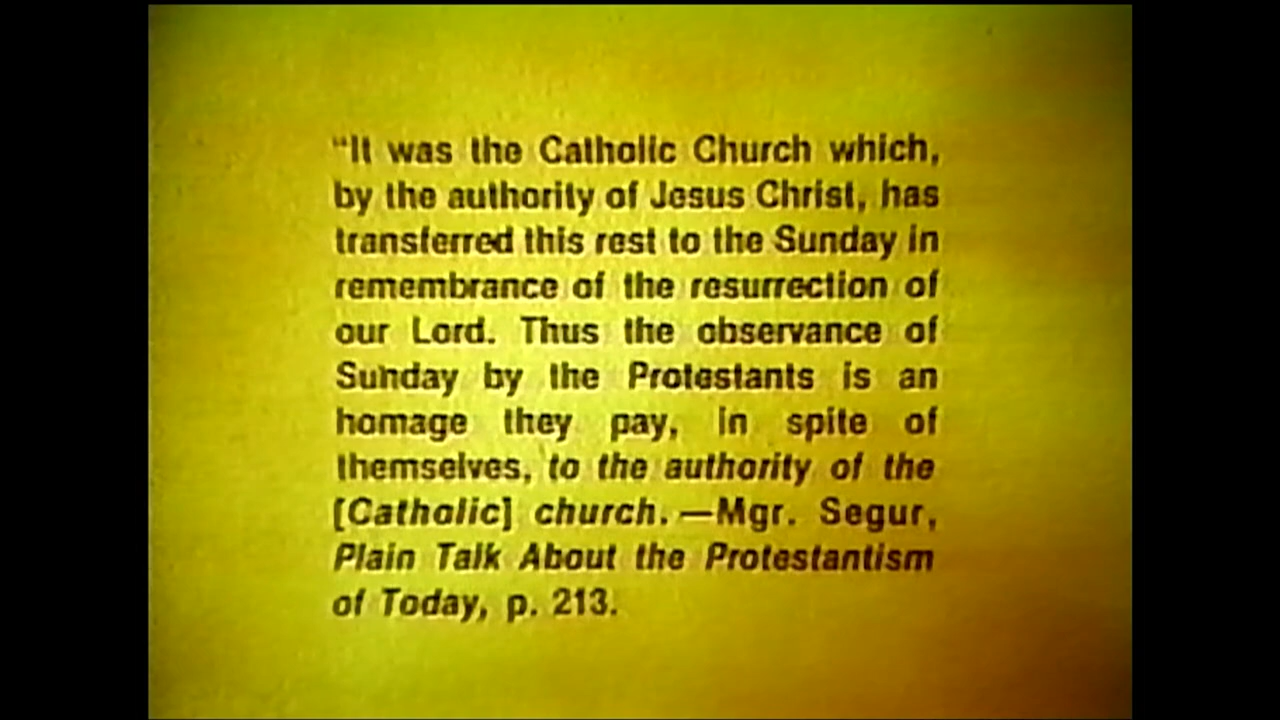 “It was the Catholic Church which,
by the authority of Jesus Christ, has
transferred this rest to the Sunday in
remembrance of the resurrection of
our Lord. Thus the observance of
Sunday by the Protestants is an
homage they pay, in spite of
themselves, to the authority of the
[Catholic] church. —Mgr. Segur,
Plain Talk About the Protestantism
of Today, p. 213.